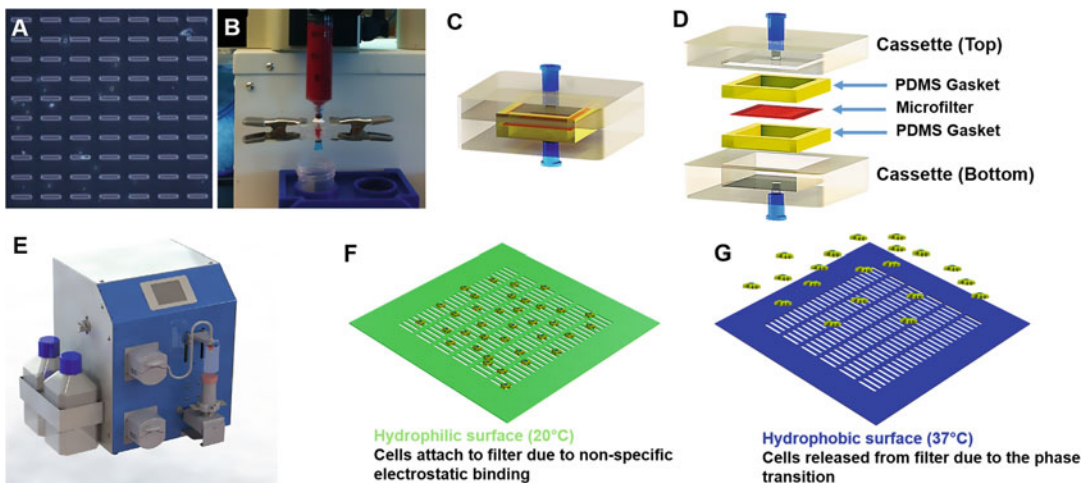 A
B
C
D
Cassette (Top)
PDMS Gasket
Microfilter
PDMS Gasket
Cassette (Bottom)
E
F
G
Hydrophilic surface (20°C)
Cells attach to filter due to non-specific
electrostatic binding
Hydrophobic surface (37°C)
Cells released from filter due to the phase
transition